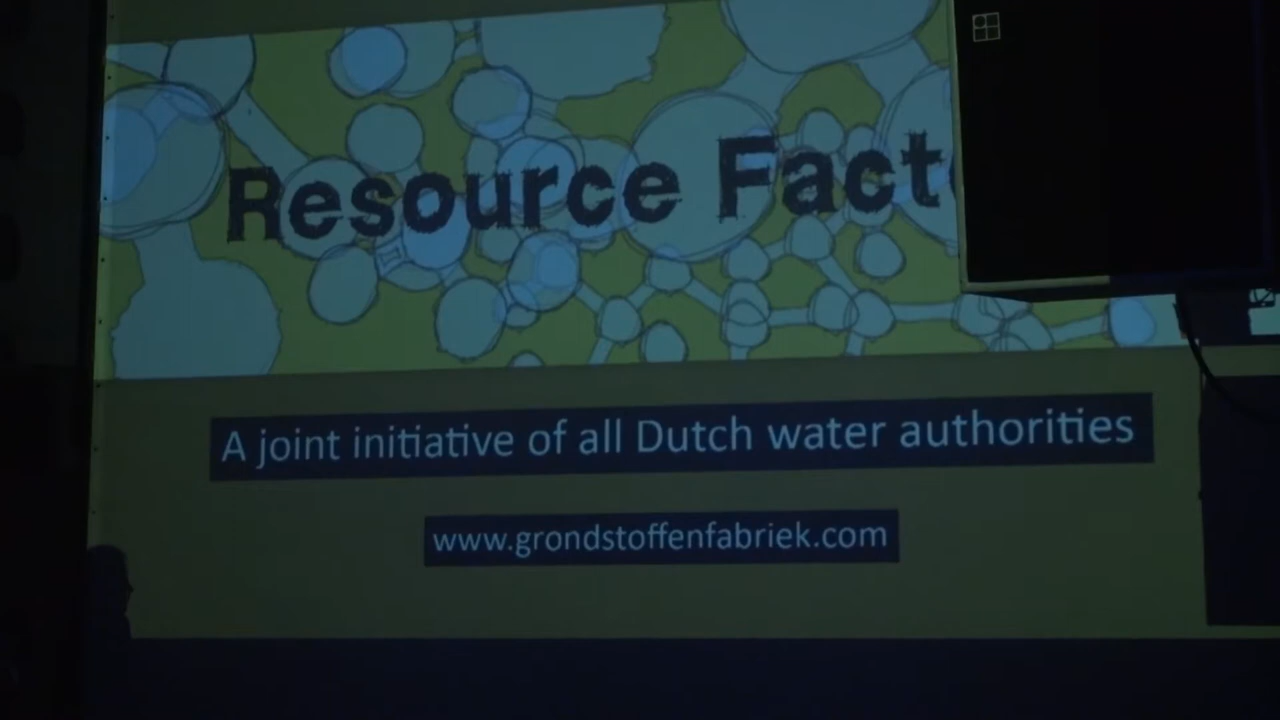 Resource Fact
A joint initiative of all Dutch water authorities
www.grondstoffenfabriek.com